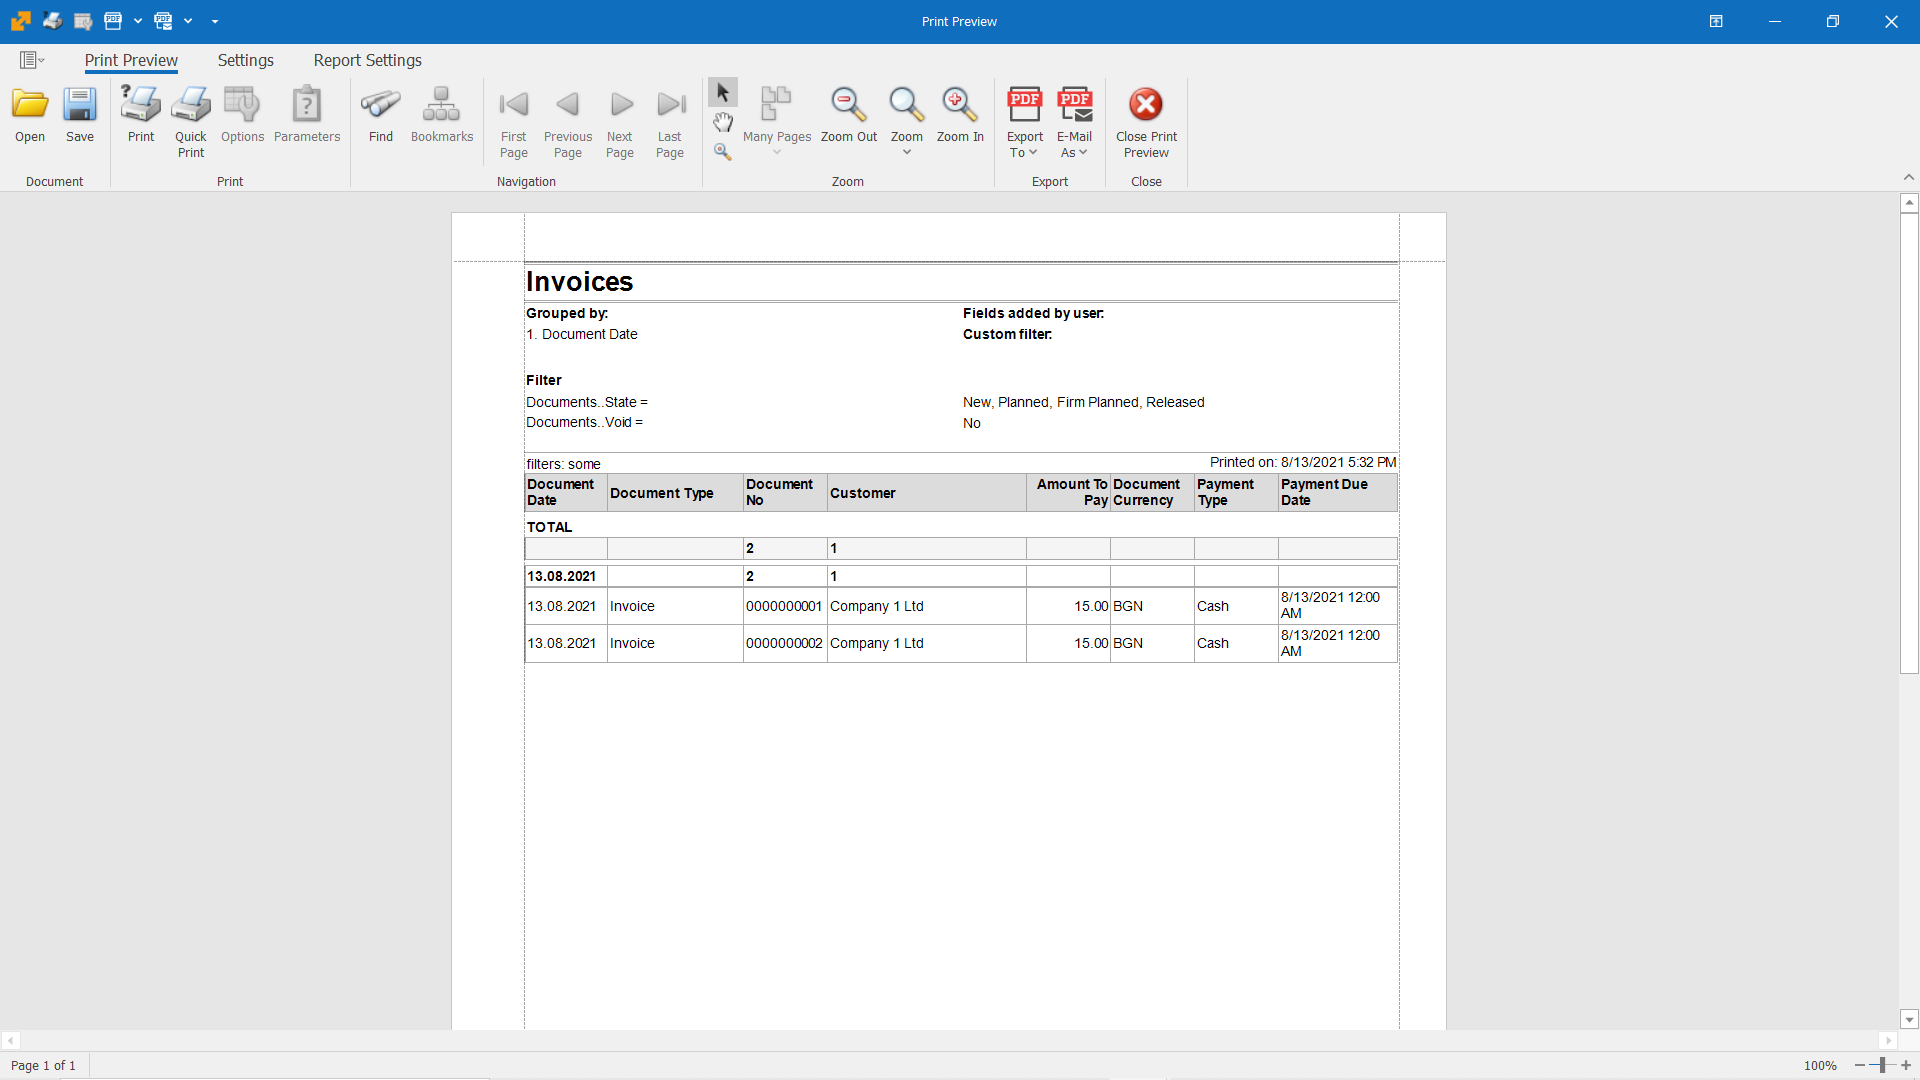 Print Preview
Print Preview Settings Report Settings
Open Save Print Quick Print Options Parameters Find Bookmarks First Page Previous Page Next Page Last Page Many Pages Zoom Out Zoom Zoom In PDF Export To PDF E-Mail As Close Print Preview
Document Print Navigation Zoom Export Close
Invoices
Grouped by: Fields added by user:
1. Document Date Custom filter:
Filter
Documents..State = New, Planned, Firm Planned, Released
Documents..Void = No
filters: some Printed on: 8/13/2021 5:32 PM
Document Date Document Type Document No Customer Amount To Pay Document Currency Payment Type Payment Due Date
TOTAL
2 1
13.08.2021 2 1
13.08.2021 Invoice 0000000001 Company 1 Ltd 15.00 BGN Cash 8/13/2021 12:00 AM
13.08.2021 Invoice 0000000002 Company 1 Ltd 15.00 BGN Cash 8/13/2021 12:00 AM
Page 1 of 1 100%